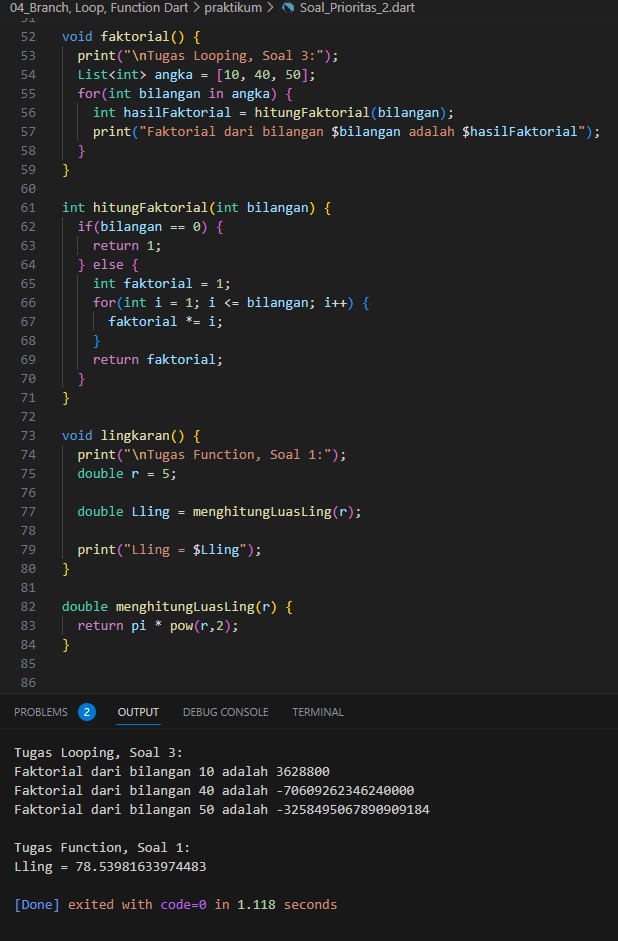 04_Branch, Loop, Function Dart > praktikum > Soal_Prioritas_2.dart
51
52 void faktorial() {
53 print("\nTugas Looping, Soal 3:");
54 List<int> angka = [10, 40, 50];
55 for(int bilangan in angka) {
56 int hasilFaktorial = hitungFaktorial(bilangan);
57 print("Faktorial dari bilangan $bilangan adalah $hasilFaktorial");
58 }
59 }
60
61 int hitungFaktorial(int bilangan) {
62 if(bilangan == 0) {
63 return 1;
64 } else {
65 int faktorial = 1;
66 for(int i = 1; i <= bilangan; i++) {
67 faktorial *= i;
68 }
69 return faktorial;
70 }
71 }
72
73 void lingkaran() {
74 print("\nTugas Function, Soal 1:");
75 double r = 5;
76
77 double Lling = menghitungLuasLing(r);
78
79 print("Lling = $Lling");
80 }
81
82 double menghitungLuasLing(r) {
83 return pi * pow(r,2);
84 }
85
86
PROBLEMS 2 OUTPUT DEBUG CONSOLE TERMINAL
Tugas Looping, Soal 3:
Faktorial dari bilangan 10 adalah 3628800
Faktorial dari bilangan 40 adalah -70609262346240000
Faktorial dari bilangan 50 adalah -3258495067890909184
Tugas Function, Soal 1:
Lling = 78.53981633974483
[Done] exited with code=0 in 1.118 seconds